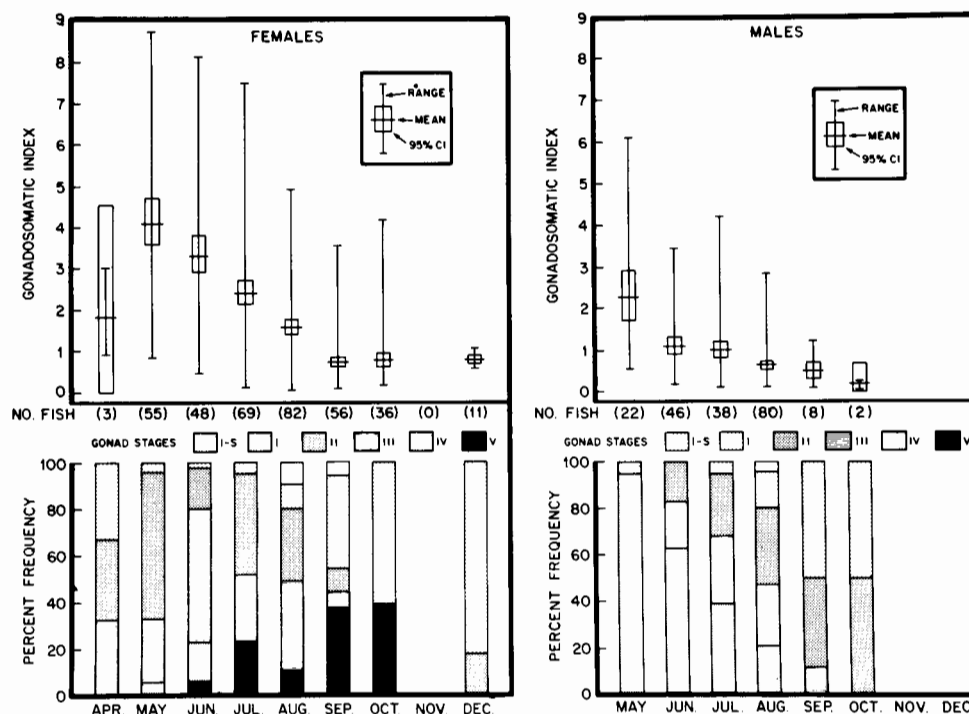 FEMALES
9
8
7
6
5
4
3
2
1
0
GONADOSOMATIC INDEX
RANGE
MEAN
95% CI
NO. FISH (3) (55) (48) (69) (82) (56) (36) (0) (11)
GONAD STAGES I-S I II III IV V
100
80
60
40
20
0
PERCENT FREQUENCY
APR. MAY JUN. JUL. AUG. SEP. OCT. NOV. DEC.
MALES
9
8
7
6
5
4
3
2
1
0
GONADOSOMATIC INDEX
RANGE
MEAN
95% CI
NO. FISH (22) (46) (38) (80) (8) (2)
GONAD STAGES I-S I II III IV V
100
80
60
40
20
0
PERCENT FREQUENCY
MAY JUN. JUL. AUG. SEP. OCT. NOV. DEC